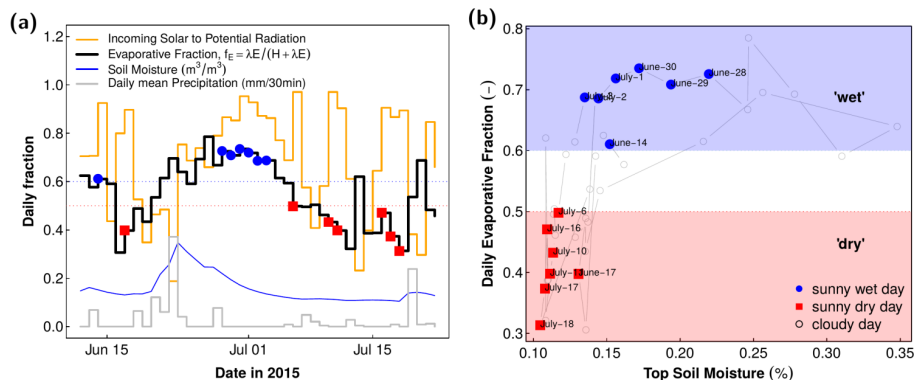 (a)
Incoming Solar to Potential Radiation
Evaporative Fraction, fE = λE/(H + λE)
Soil Moisture (m³/m³)
Daily mean Precipitation (mm/30min)
Daily fraction
1.2
1.0
0.8
0.6
0.4
0.2
0.0
Jun 15
Jul 01
Jul 15
Date in 2015
(b)
Daily Evaporative Fraction (−)
0.8
0.7
0.6
0.5
0.4
0.3
June−30
July−1
June−28
June−29
July−2
'wet'
June−14
July−6
July−16
July−10
June−17
July−17
July−18
'dry'
sunny wet day
sunny dry day
cloudy day
0.10
0.15
0.20
0.25
0.30
0.35
Top Soil Moisture (%)